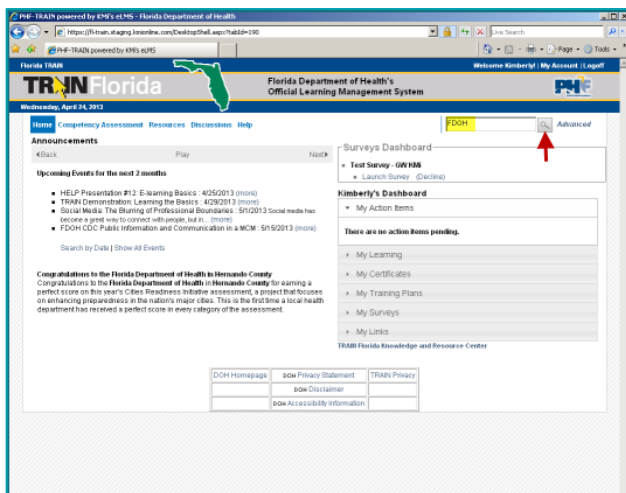 PHF-TRAIN powered by KMi's eLMS - Florida Department of Health
https://fl-train.staging.lonionline.com/DesktopShell.aspx?tabId=190
Live Search
PHF-TRAIN powered by KMi's eLMS
Page
Tools
Florida TRAIN
Welcome Kimberly! | My Account | Logoff
TRAIN Florida
Florida Department of Health's
Official Learning Management System
PHF
Wednesday, April 24, 2013
Home Competency Assessment Resources Discussions Help
FDOH
Advanced
Announcements
Back Play Next
Upcoming Events for the next 2 months
HELP Presentation #12: E-learning Basics : 4/25/2013 (more)
TRAIN Demonstration: Learning the Basics : 4/29/2013 (more)
Social Media: The Blurring of Professional Boundaries : 5/1/2013 Social media has
become a great way to connect with people, but in... (more)
FDOH CDC Public Information and Communication in a MCM : 5/15/2013 (more)
Search by Date | Show All Events
Congratulations to the Florida Department of Health in Hernando County
Congratulations to the Florida Department of Health in Hernando County for earning a
perfect score on this year's Cities Readiness Initiative assessment, a project that focuses
on enhancing preparedness in the nation's major cities. This is the first time a local health
department has received a perfect score in every category of the assessment.
Surveys Dashboard
Test Survey - GW KMi
Launch Survey (Decline)
Kimberly's Dashboard
My Action Items
There are no action items pending.
My Learning
My Certificates
My Training Plans
My Surveys
My Links
TRAIN Florida Knowledge and Resource Center
DOH Homepage DOH Privacy Statement TRAIN Privacy
DOH Disclaimer
DOH Accessibility Information